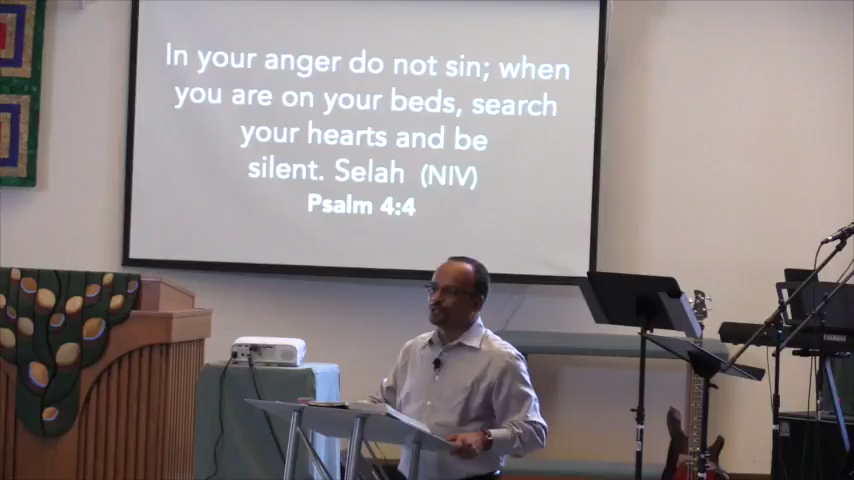 In your anger do not sin; when
you are on your beds, search
your hearts and be
silent. Selah (NIV)
Psalm 4:4